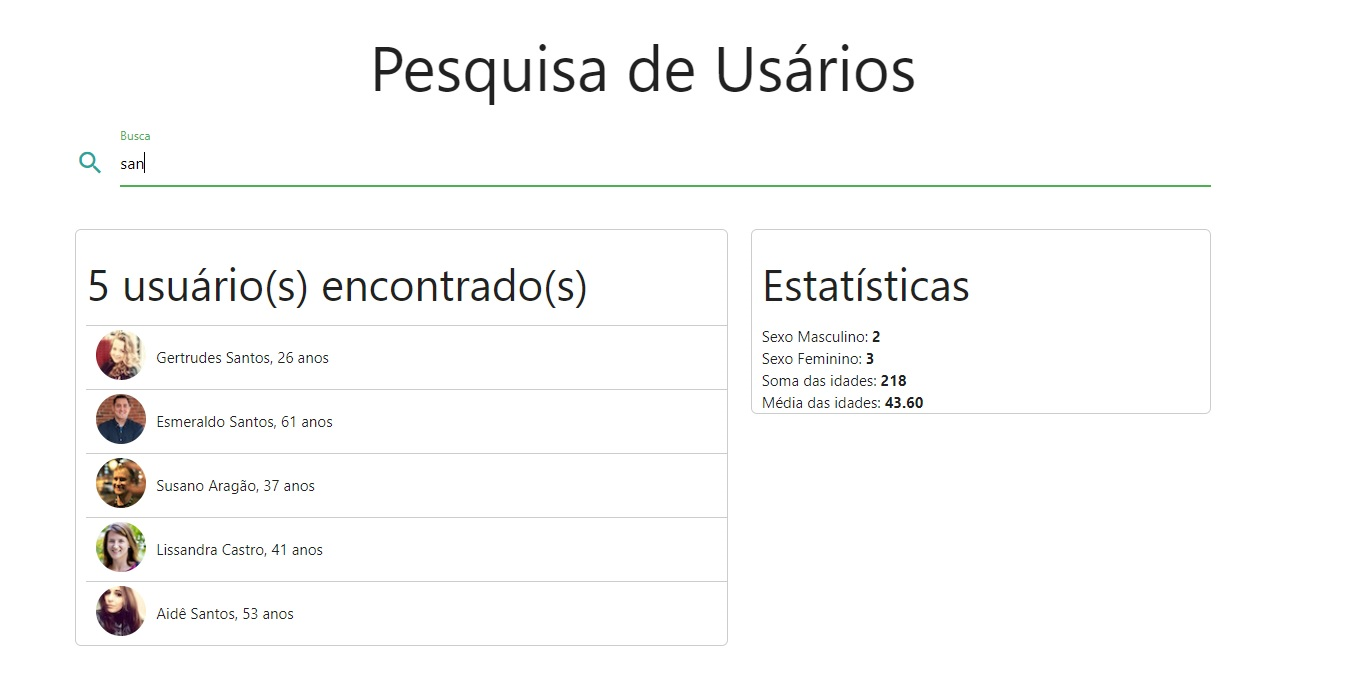 Pesquisa de Usários
Busca
san
5 usuário(s) encontrado(s)
Gertrudes Santos, 26 anos
Esmeraldo Santos, 61 anos
Susano Aragão, 37 anos
Lissandra Castro, 41 anos
Aidê Santos, 53 anos
Estatísticas
Sexo Masculino: 2
Sexo Feminino: 3
Soma das idades: 218
Média das idades: 43.60